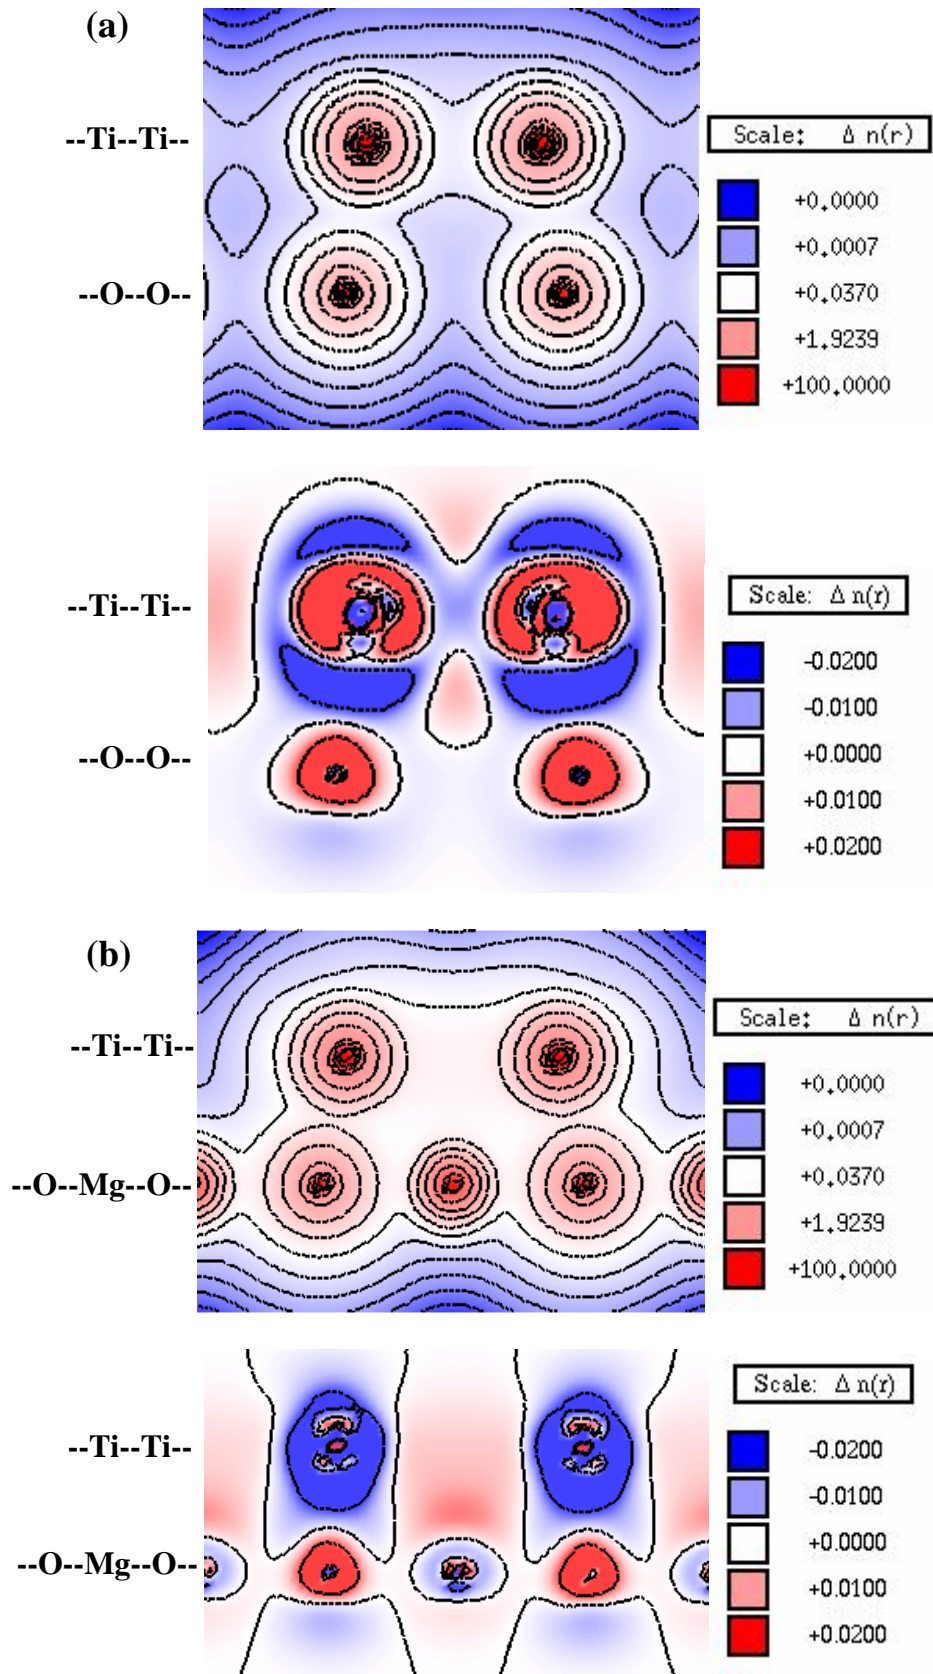 (a)
--Ti--Ti--
--O--O--
Scale: Δ n(r)
+0.0000
+0.0007
+0.0370
+1.9239
+100.0000
--Ti--Ti--
--O--O--
Scale: Δ n(r)
-0.0200
-0.0100
+0.0000
+0.0100
+0.0200
(b)
--Ti--Ti--
--O--Mg--O--
Scale: Δ n(r)
+0.0000
+0.0007
+0.0370
+1.9239
+100.0000
--Ti--Ti--
--O--Mg--O--
Scale: Δ n(r)
-0.0200
-0.0100
+0.0000
+0.0100
+0.0200